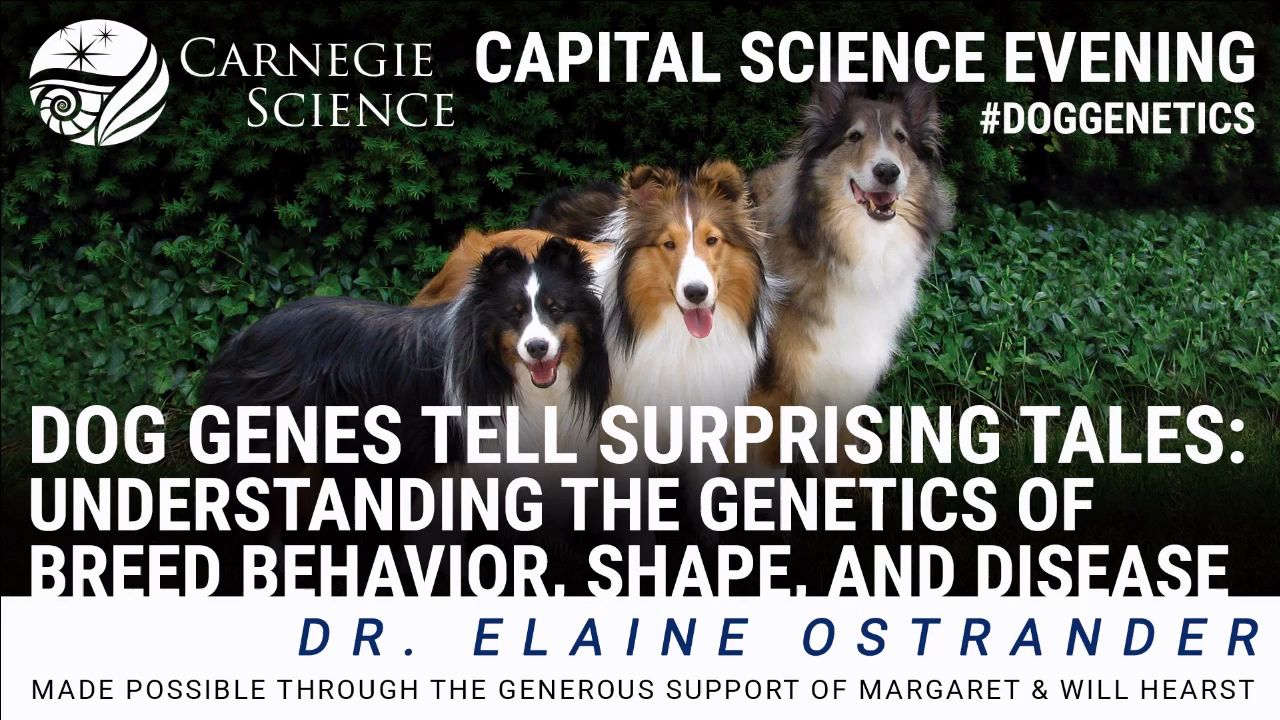 CARNEGIE
SCIENCE
CAPITAL SCIENCE EVENING
#DOGGENETICS
DOG GENES TELL SURPRISING TALES:
UNDERSTANDING THE GENETICS OF
BREED BEHAVIOR, SHAPE, AND DISEASE
DR. ELAINE OSTRANDER
MADE POSSIBLE THROUGH THE GENEROUS SUPPORT OF MARGARET & WILL HEARST